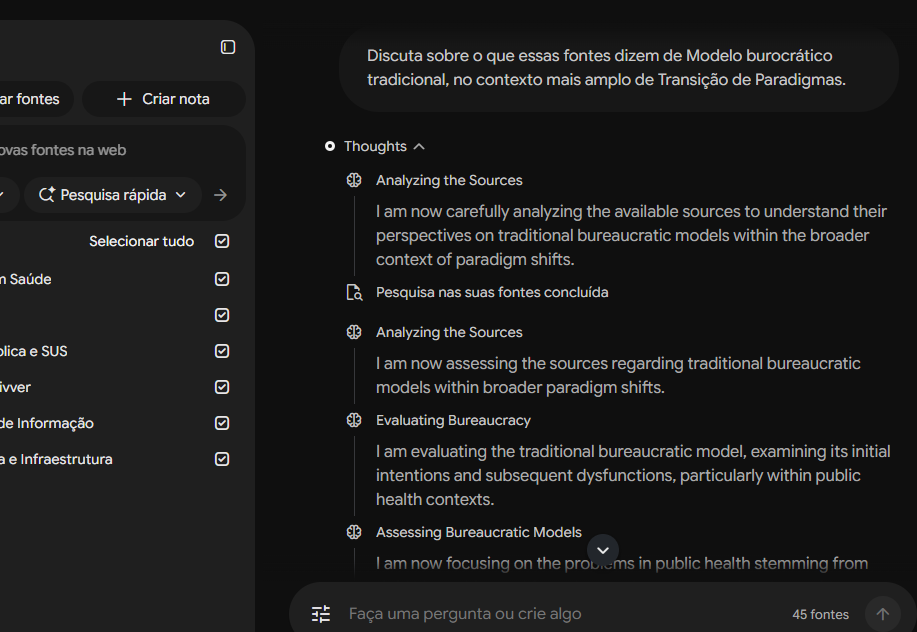 ar fontes
Criar nota
ovas fontes na web
Pesquisa rápida
Selecionar tudo
m Saúde
blica e SUS
ivver
de Informação
a e Infraestrutura
Discuta sobre o que essas fontes dizem de Modelo burocrático
tradicional, no contexto mais amplo de Transição de Paradigmas.
Thoughts
Analyzing the Sources
I am now carefully analyzing the available sources to understand their
perspectives on traditional bureaucratic models within the broader
context of paradigm shifts.
Pesquisa nas suas fontes concluída
Analyzing the Sources
I am now assessing the sources regarding traditional bureaucratic
models within broader paradigm shifts.
Evaluating Bureaucracy
I am evaluating the traditional bureaucratic model, examining its initial
intentions and subsequent dysfunctions, particularly within public
health contexts.
Assessing Bureaucratic Models
I am now focusing on the problems in public health stemming from
Faça uma pergunta ou crie algo
45 fontes